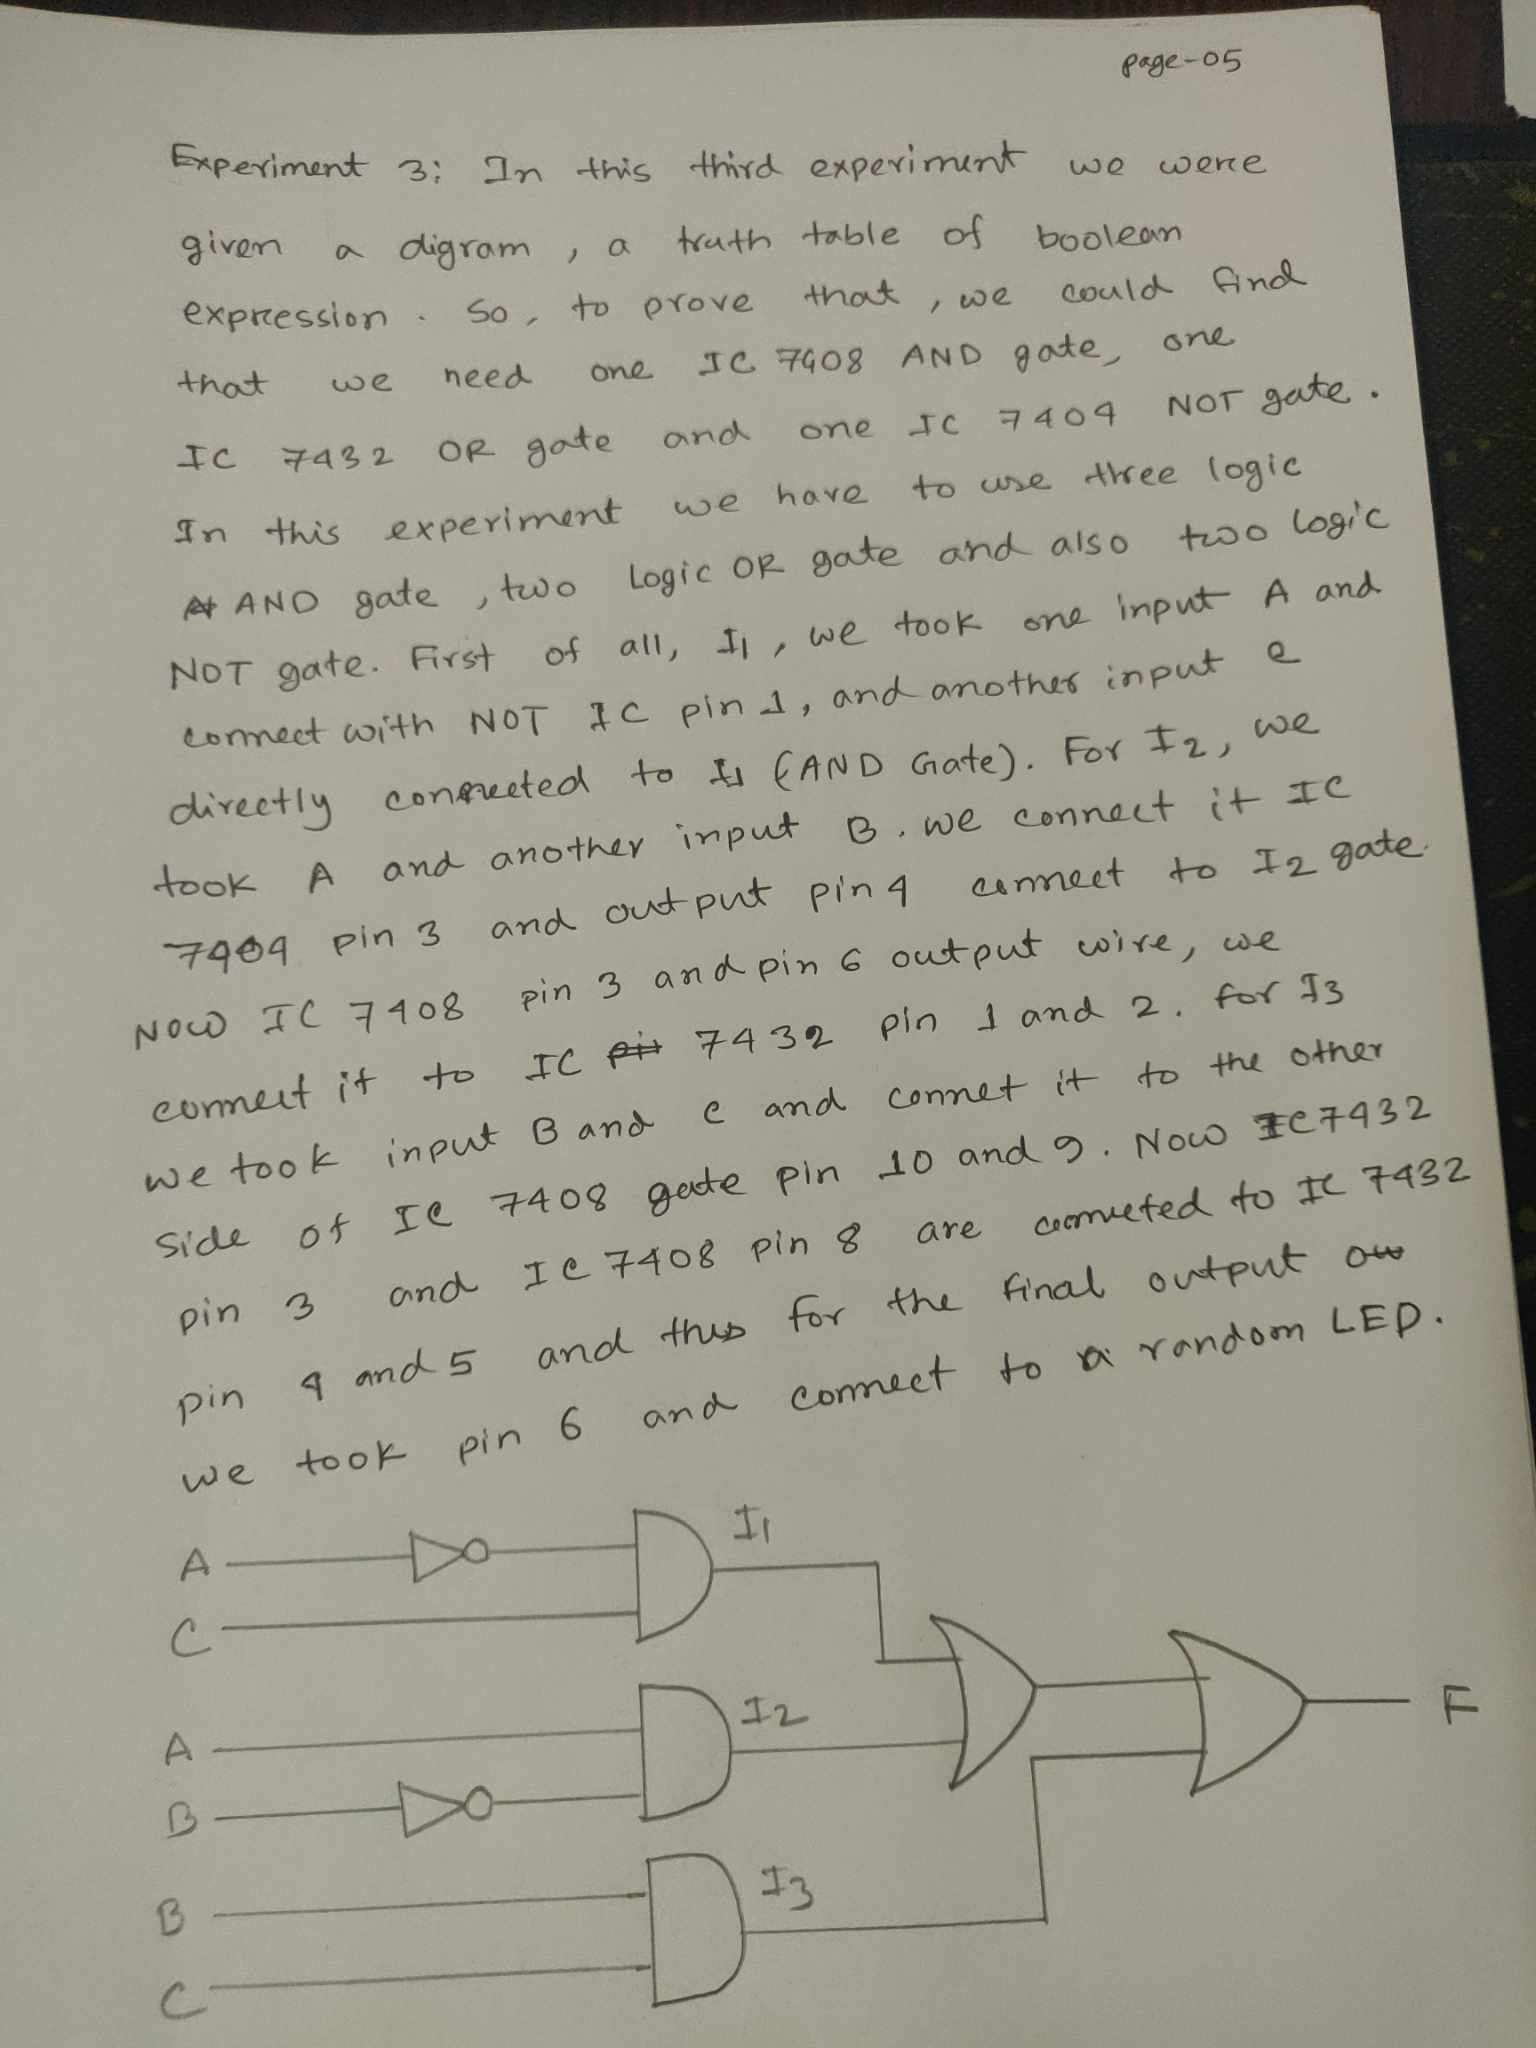 page-05
Experiment 3: In this third experiment we were
given a digram, a truth table of boolean
expression. So, to prove that, we could find
that we need one IC 7408 AND gate, one
IC 7432 OR gate and one IC 7404 NOT gate.
In this experiment we have to use three logic
AND gate, two Logic OR gate and also two logic
NOT gate. First of all, I1, we took one input A and
connect with NOT IC pin 1, and another input C
directly connected to I1 (AND Gate). For I2, we
took A and another input B. we connect it IC
7404 pin 3 and output pin 4 connect to I2 gate.
Now IC 7408 pin 3 and pin 6 output wire, we
connect it to IC 7432 pin 1 and 2. for I3
we took input B and C and connet it to the other
side of IC 7408 gate pin 10 and 9. Now IC7432
pin 3 and IC 7408 pin 8 are connected to IC 7432
pin 4 and 5 and thus for the final output
we took pin 6 and connect to a random LED.
I1
A
C
I2
A
F
B
I3
B
C